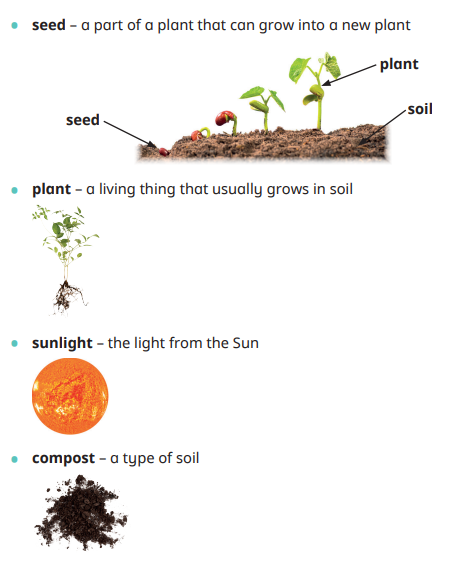 • seed – a part of a plant that can grow into a new plant
plant
soil
seed
• plant – a living thing that usually grows in soil
• sunlight – the light from the Sun
• compost – a type of soil